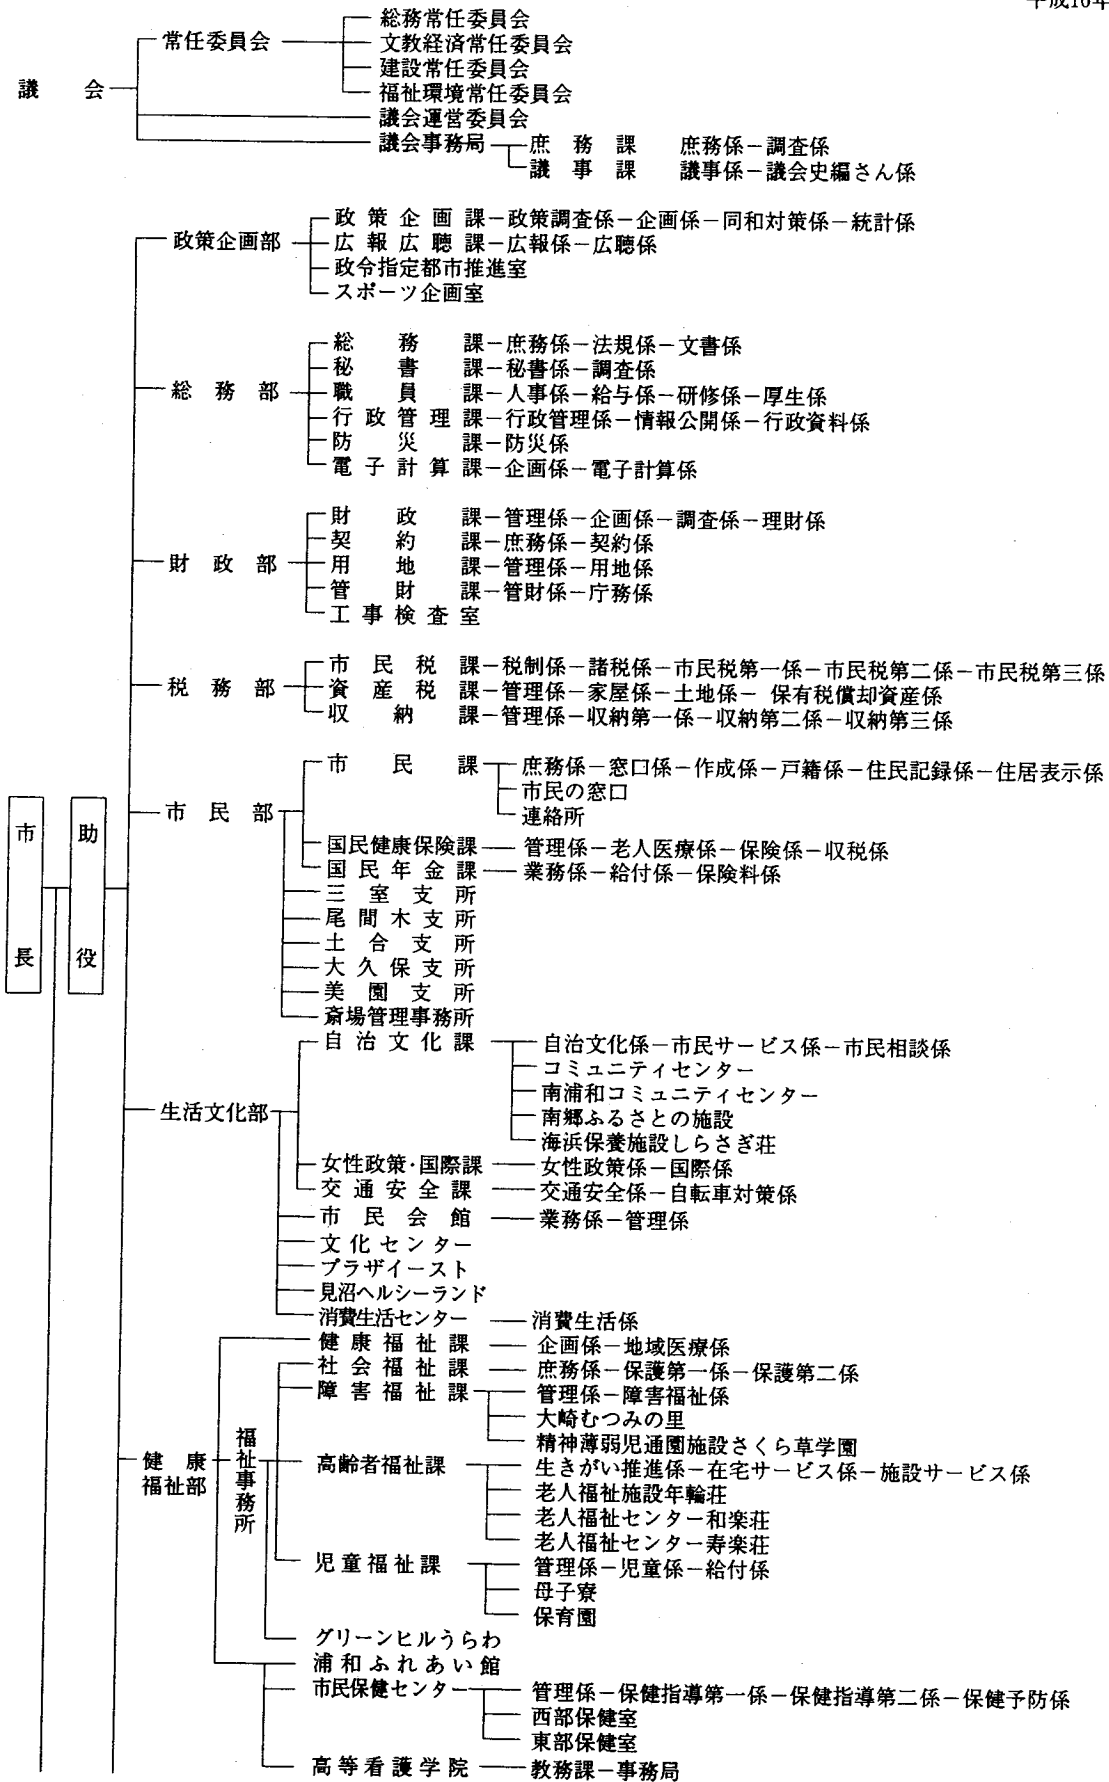 平成10年
総務常任委員会
常任委員会 文教経済常任委員会
建設常任委員会
議会 福祉環境常任委員会
議会運営委員会
議会事務局 庶務課 庶務係－調査係
議事課 議事係－議会史編さん係
政策企画課－政策調査係－企画係－同和対策係－統計係
政策企画部 広報広聴課－広報係－広聴係
政令指定都市推進室
スポーツ企画室
総務課－庶務係－法規係－文書係
秘書課－秘書係－調査係
総務部 職員課－人事係－給与係－研修係－厚生係
行政管理課－行政管理係－情報公開係－行政資料係
防災課－防災係
電子計算課－企画係－電子計算係
財政課－管理係－企画係－調査係－理財係
契約課－庶務係－契約係
財政部 用地課－管理係－用地係
管財課－管財係－庁務係
工事検査室
市民税課－税制係－諸税係－市民税第一係－市民税第二係－市民税第三係
税務部 資産税課－管理係－家屋係－土地係－保有税償却資産係
収納課－管理係－収納第一係－収納第二係－収納第三係
市民課 庶務係－窓口係－作成係－戸籍係－住民記録係－住居表示係
市民の窓口
市民部 連絡所
国民健康保険課 管理係－老人医療係－保険係－収税係
国民年金課 業務係－給付係－保険料係
三室支所
尾間木支所
市長 助役 土合支所
大久保支所
美園支所
斎場管理事務所
自治文化課 自治文化係－市民サービス係－市民相談係
コミュニティセンター
南浦和コミュニティセンター
生活文化部 南郷ふるさとの施設
海浜保養施設しらさぎ荘
女性政策・国際課 女性政策係－国際係
交通安全課 交通安全係－自転車対策係
市民会館 業務係－管理係
文化センター
プラザイースト
見沼ヘルシーランド
消費生活センター 消費生活係
健康福祉課 企画係－地域医療係
社会福祉課 庶務係－保護第一係－保護第二係
障害福祉課 管理係－障害福祉係
大崎むつみの里
精神薄弱児通園施設さくら草学園
健康福祉部 福祉事務所 高齢者福祉課 生きがい推進係－在宅サービス係－施設サービス係
老人福祉施設年輪荘
老人福祉センター和楽荘
老人福祉センター寿楽荘
児童福祉課 管理係－児童係－給付係
母子寮
保育園
グリーンヒルうらわ
浦和ふれあい館
市民保健センター 管理係－保健指導第一係－保健指導第二係－保健予防係
西部保健室
東部保健室
高等看護学院 教務課－事務局